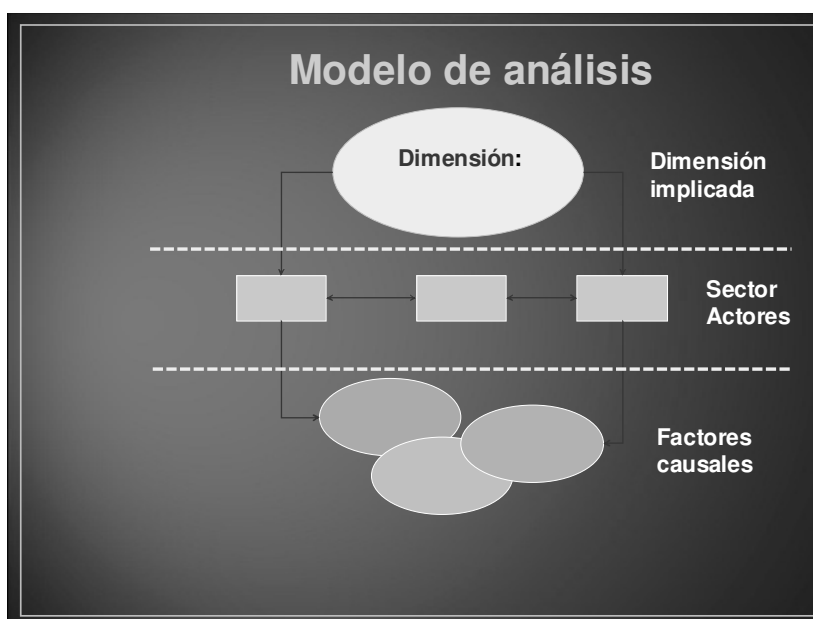 Modelo de análisis
Dimensión:
Dimensión
implicada
Sector
Actores
Factores
causales